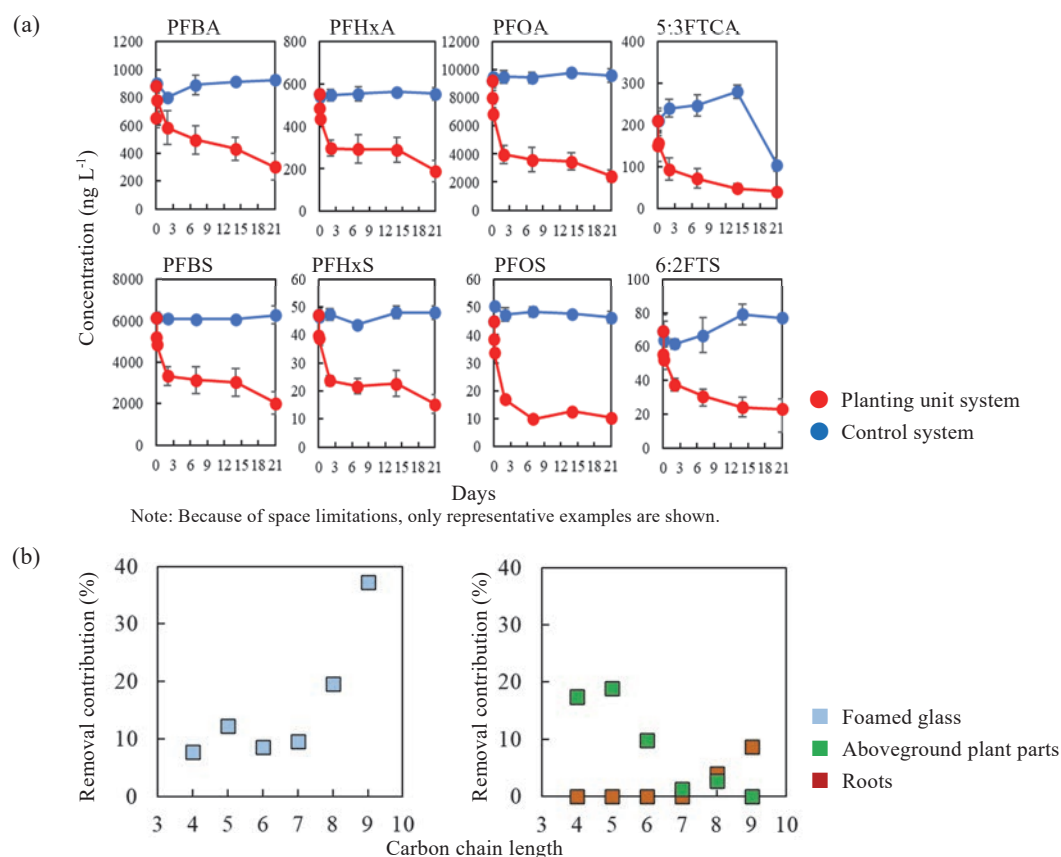 (a)
PFBA PFHxA PFOA 5:3FTCA
1200
1000
800
600
400
200
0
0 3 6 9 12 15 18 21
800
600
400
200
0
0 3 6 9 12 15 18 21
12000
10000
8000
6000
4000
2000
0
0 3 6 9 12 15 18 21
400
300
200
100
0
0 3 6 9 12 15 18 21
Concentration (ng L-1)
PFBS PFHxS PFOS 6:2FTS
8000
6000
4000
2000
0
0 3 6 9 12 15 18 21
60
50
40
30
20
10
0
0 3 6 9 12 15 18 21
60
50
40
30
20
10
0
0 3 6 9 12 15 18 21
100
80
60
40
20
0
0 3 6 9 12 15 18 21
Planting unit system
Control system
Days
Note: Because of space limitations, only representative examples are shown.
(b)
Removal contribution (%)
40
30
20
10
0
3 4 5 6 7 8 9 10
Removal contribution (%)
40
30
20
10
0
3 4 5 6 7 8 9 10
Foamed glass
Aboveground plant parts
Roots
Carbon chain length